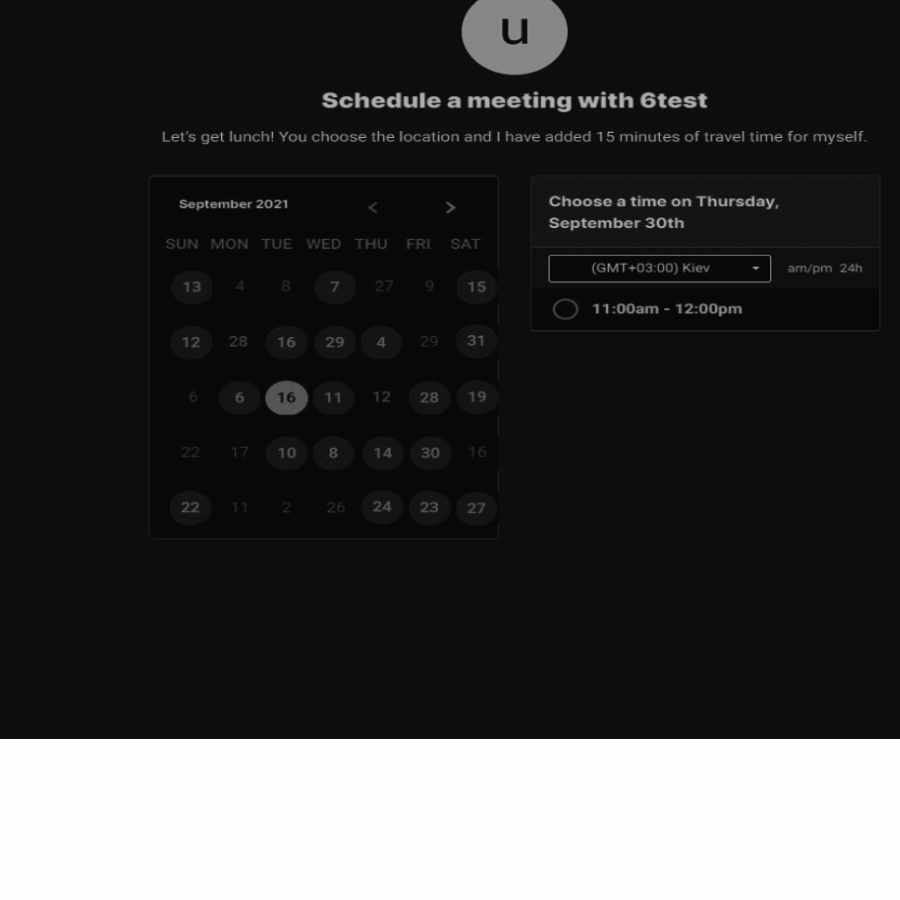 u
Schedule a meeting with 6test
Let's get lunch! You choose the location and I have added 15 minutes of travel time for myself.
September 2021 < >
SUN MON TUE WED THU FRI SAT
13 4 8 7 27 9 15
12 28 16 29 4 29 31
6 6 16 11 12 28 19
22 17 10 8 14 30 16
22 11 2 26 24 23 27
Choose a time on Thursday,
September 30th
(GMT+03:00) Kiev am/pm 24h
11:00am - 12:00pm